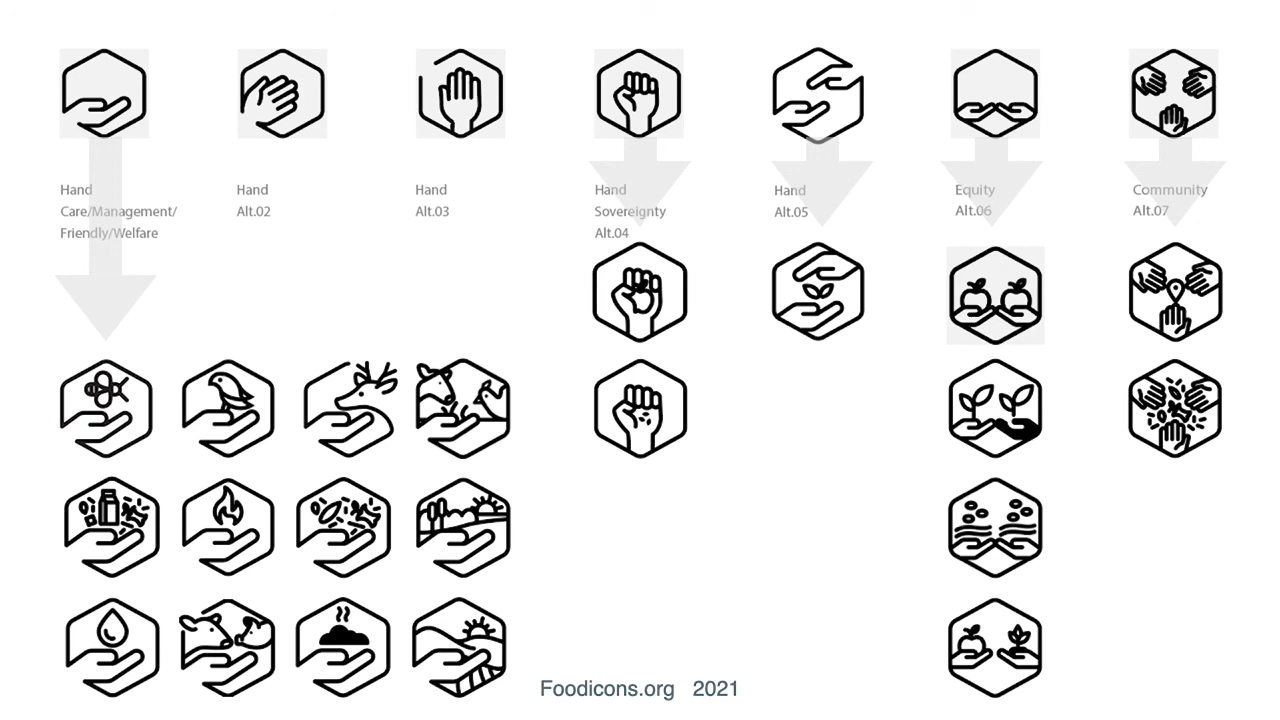 Hand
Care/Management/
Friendly/Welfare
Hand
Alt.02
Hand
Alt.03
Hand
Sovereignty
Alt.04
Hand
Alt.05
Equity
Alt.06
Community
Alt.07
Foodicons.org 2021